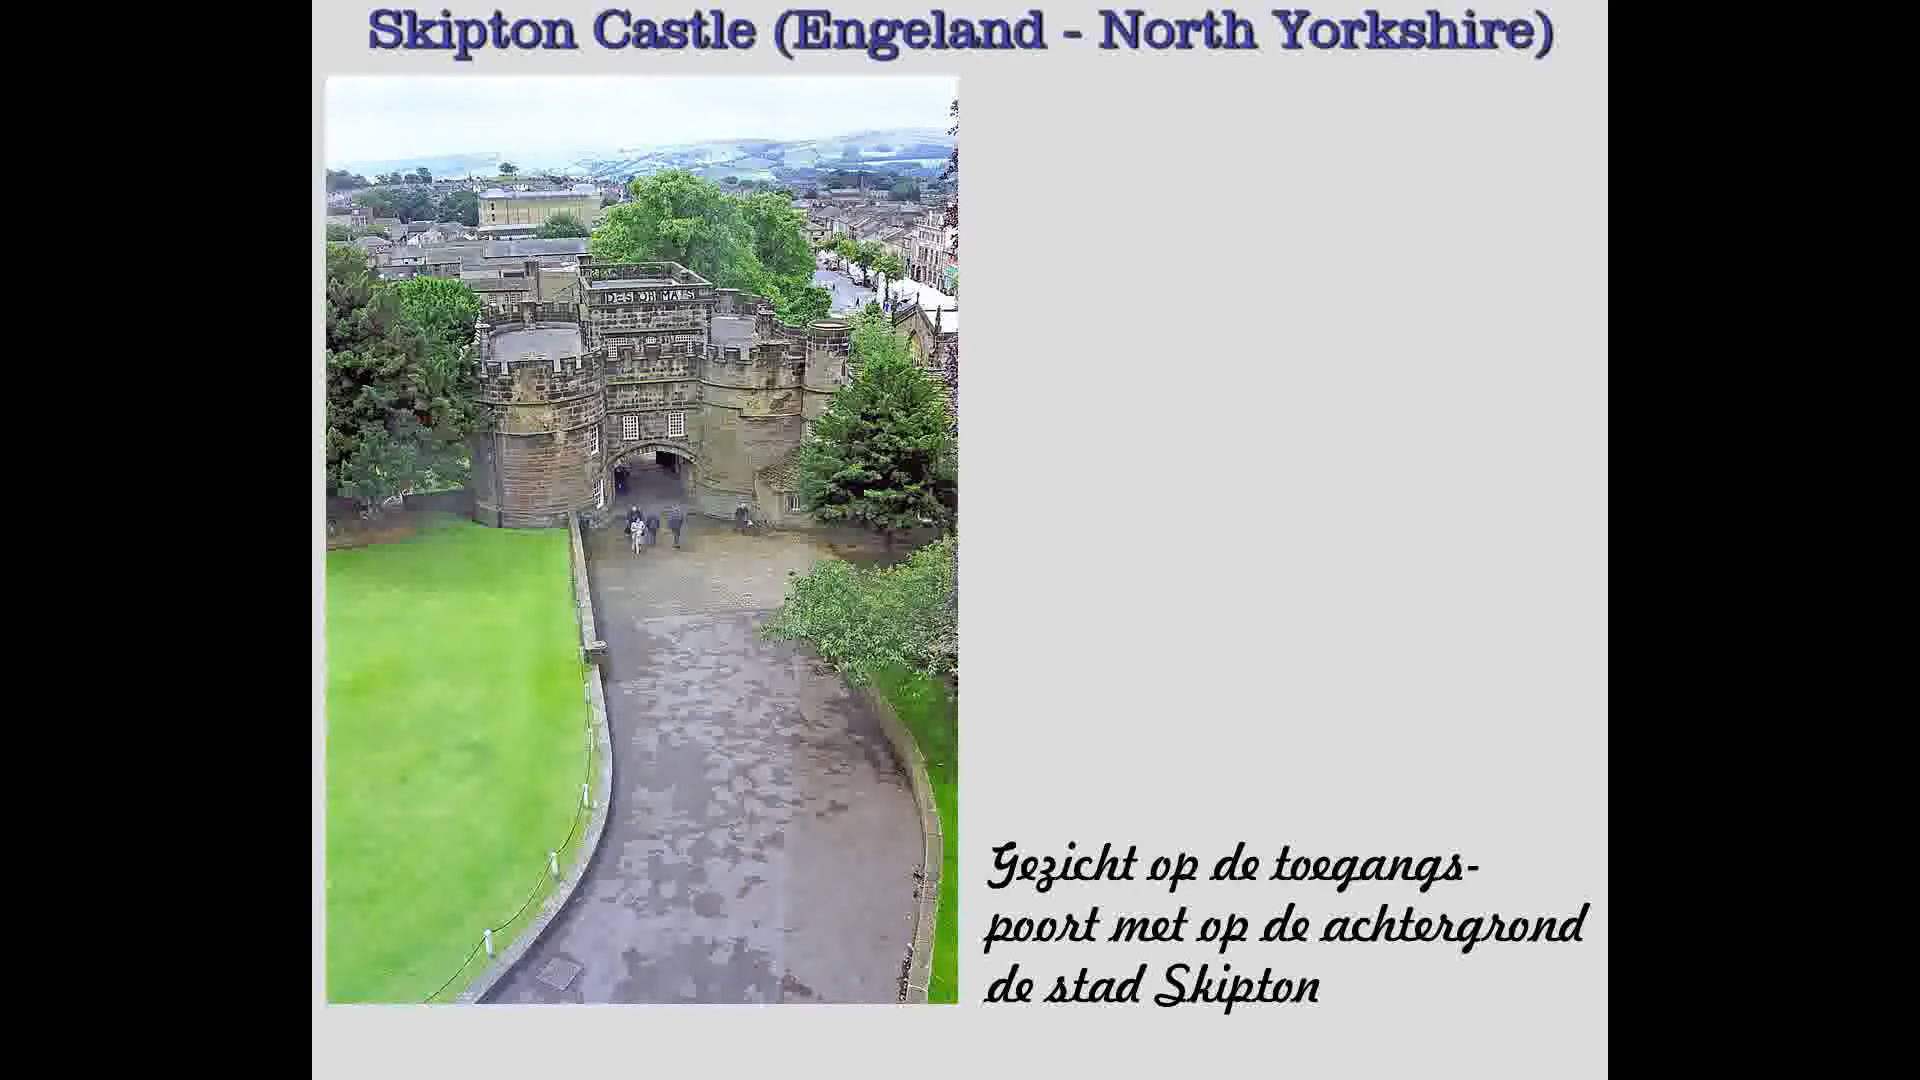 Skipton Castle (Engeland - North Yorkshire)
Gezicht op de toegangs-
poort met op de achtergrond
de stad Skipton